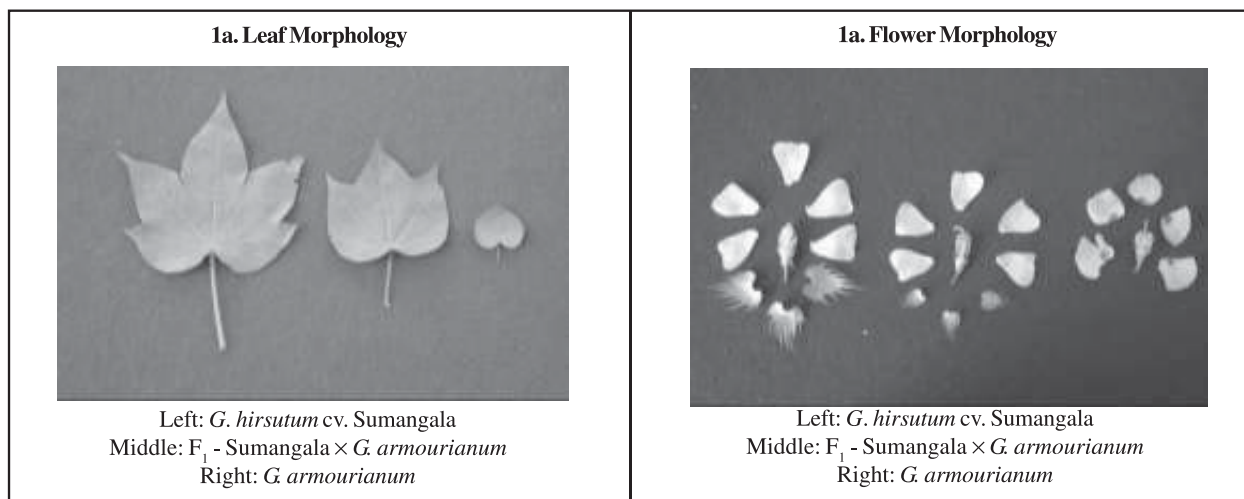 1a. Leaf Morphology
Left: G. hirsutum cv. Sumangala
Middle: F1 - Sumangala × G. armourianum
Right: G. armourianum
1a. Flower Morphology
Left: G. hirsutum cv. Sumangala
Middle: F1 - Sumangala × G. armourianum
Right: G. armourianum